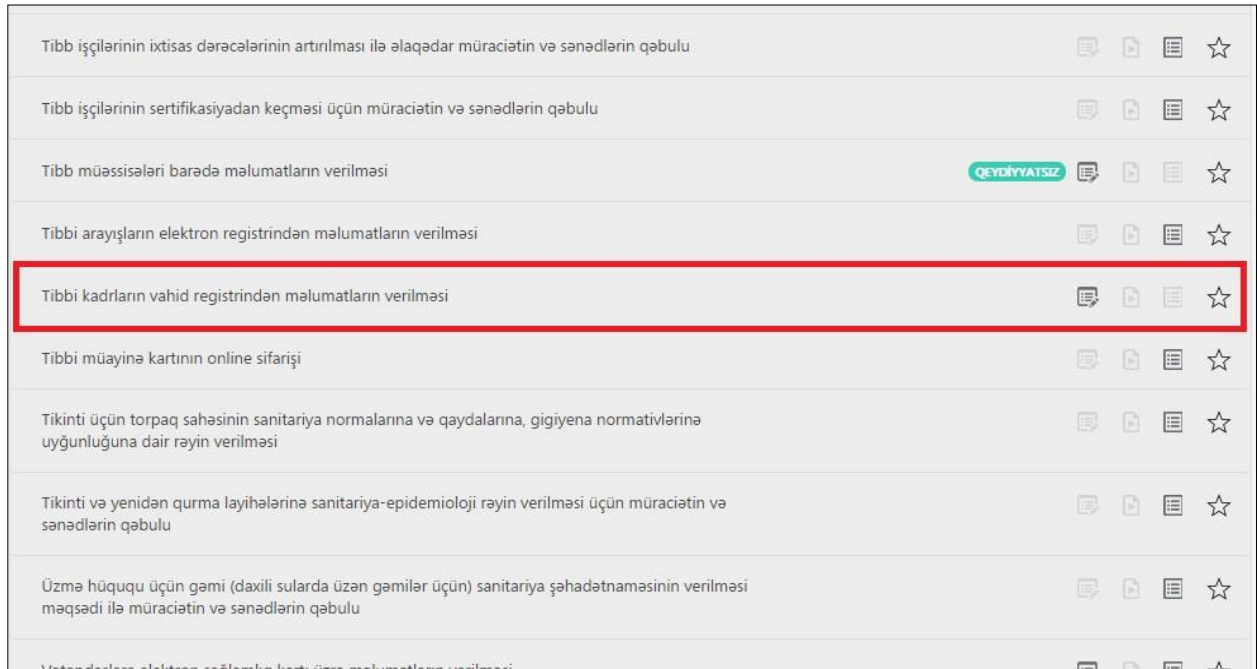 Tibb işçilərinin ixtisas dərəcələrinin artırılması ilə əlaqədar müraciətin və sənədlərin qəbulu
Tibb işçilərinin sertifikasiyadan keçməsi üçün müraciətin və sənədlərin qəbulu
Tibb müəssisələri barədə məlumatların verilməsi QEYDİYYATSIZ
Tibbi arayışların elektron registrindən məlumatların verilməsi
Tibbi kadrların vahid registrindən məlumatların verilməsi
Tibbi müayinə kartının online sifarişi
Tikinti üçün torpaq sahəsinin sanitariya normalarına və qaydalarına, gigiyena normativlərinə
uyğunluğuna dair rəyin verilməsi
Tikinti və yenidən qurma layihələrinə sanitariya-epidemioloji rəyin verilməsi üçün müraciətin və
sənədlərin qəbulu
Üzmə hüququ üçün gəmi (daxili sularda üzən gəmilər üçün) sanitariya şəhadətnaməsinin verilməsi
məqsədi ilə müraciətin və sənədlərin qəbulu